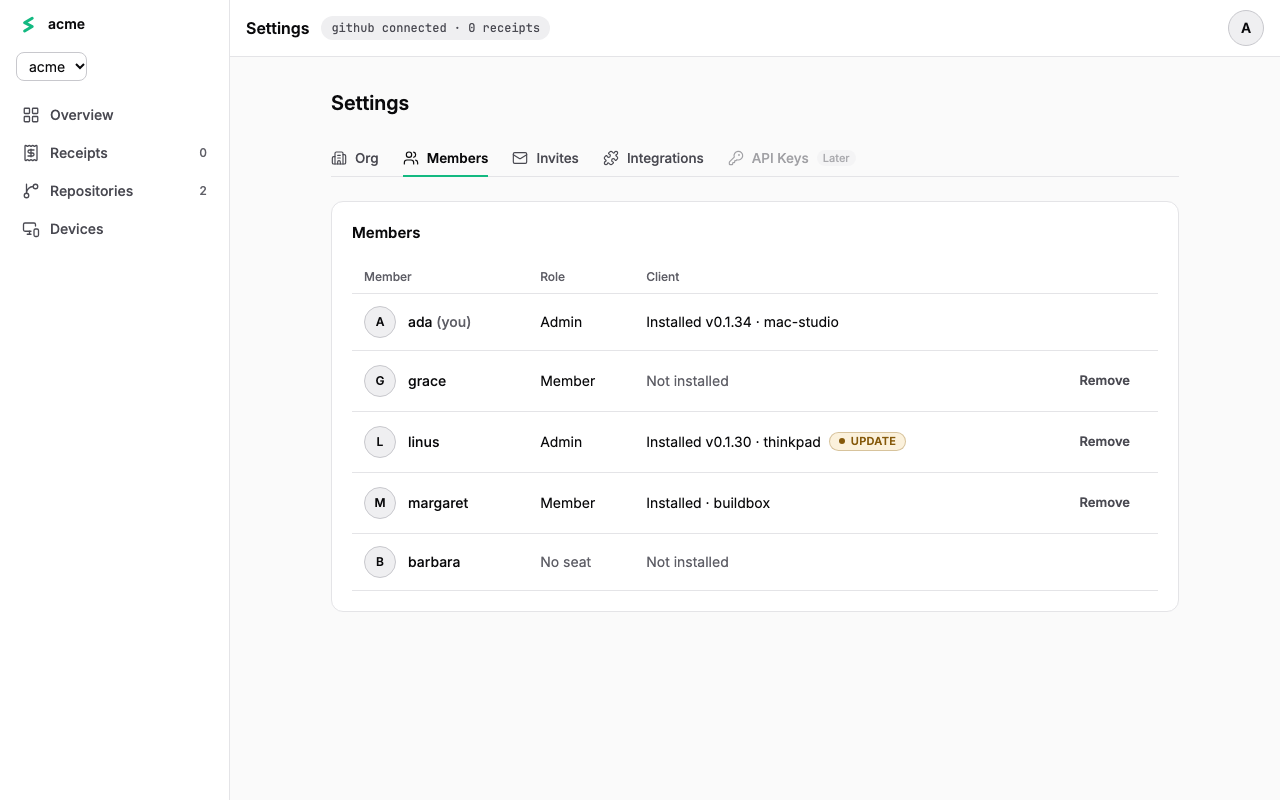 acme
Settings
github connected · 0 receipts
A
acme
Overview
Receipts 0
Repositories 2
Devices
Settings
Org
Members
Invites
Integrations
API Keys Later
Members
Member Role Client
A ada (you) Admin Installed v0.1.34 · mac-studio
G grace Member Not installed Remove
L linus Admin Installed v0.1.30 · thinkpad UPDATE Remove
M margaret Member Installed · buildbox Remove
B barbara No seat Not installed